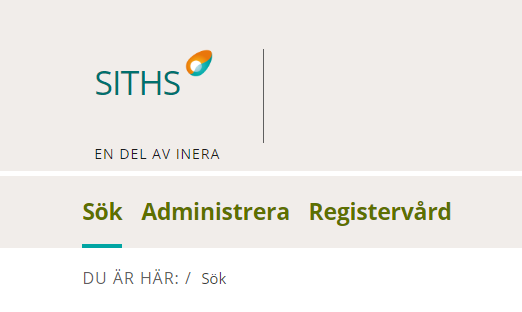 SITHS
EN DEL AV INERA
Sök Administrera Registervård
DU ÄR HÄR: / Sök